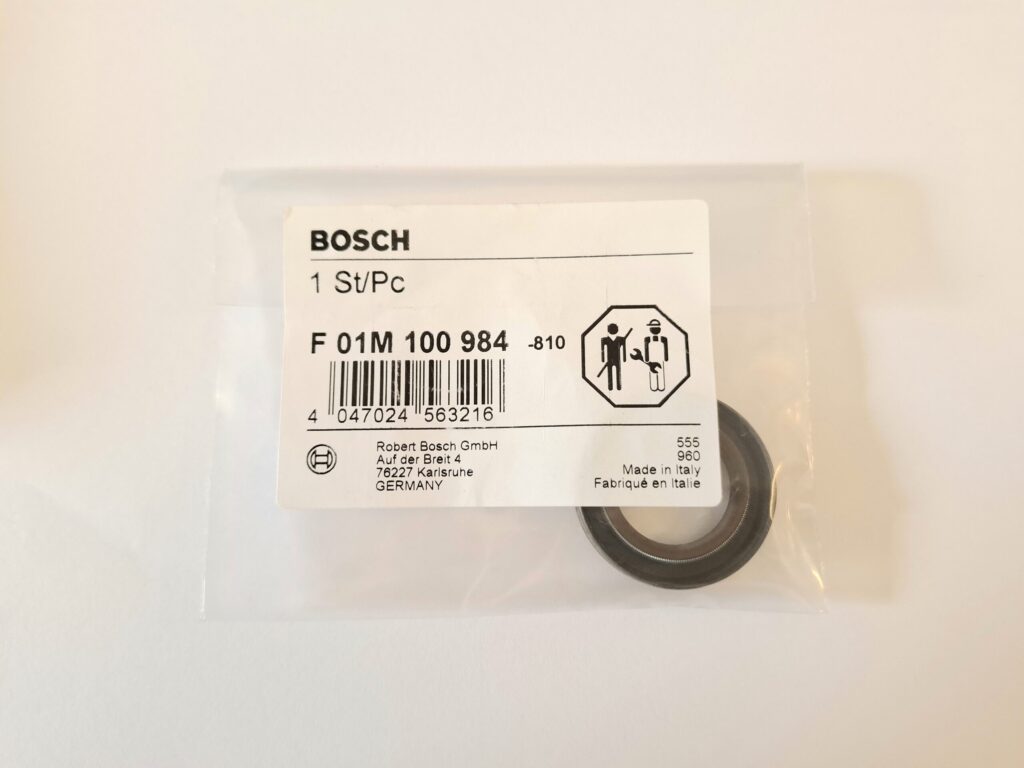 BOSCH
1 St/Pc
F 01M 100 984 -810
4 047024 563216
Robert Bosch GmbH
Auf der Breit 4
76227 Karlsruhe
GERMANY
555
960
Made in Italy
Fabriqué en Italie